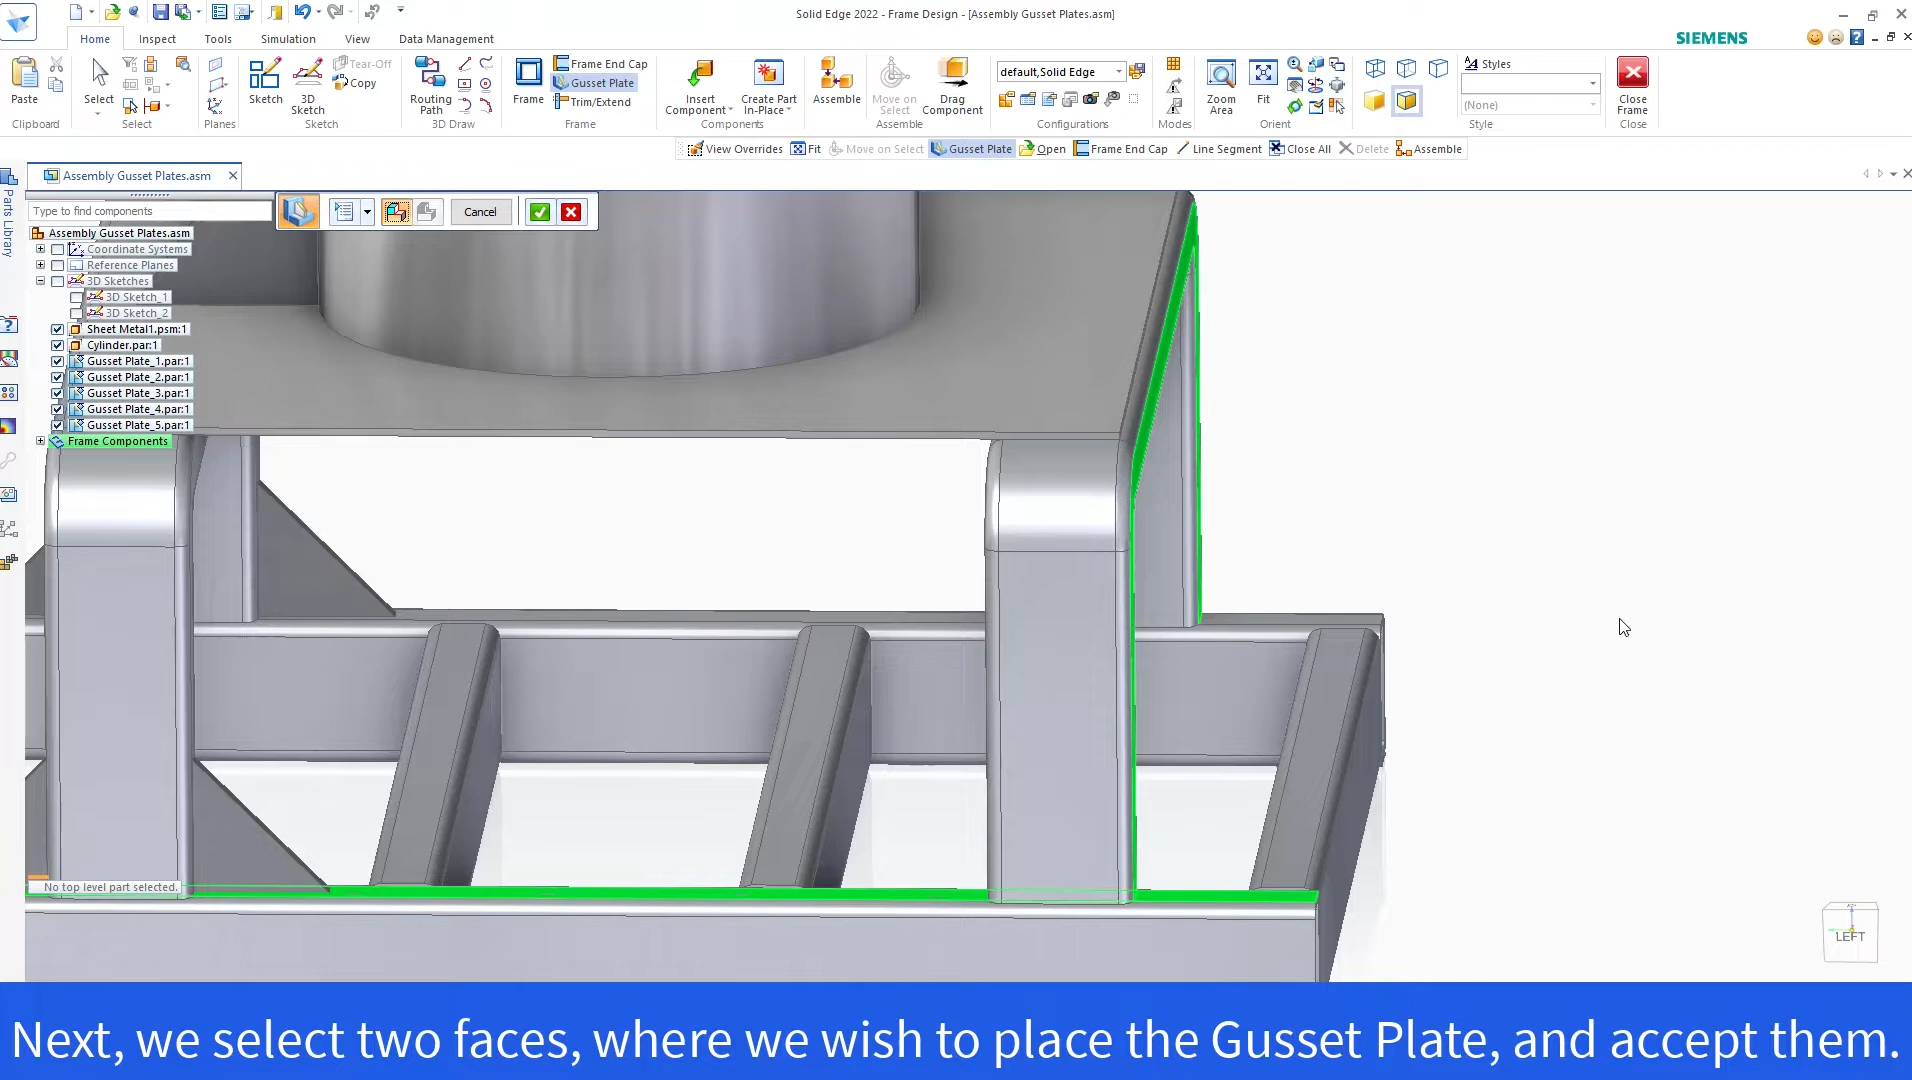 Solid Edge 2022 - Frame Design - [Assembly Gusset Plates.asm]
Home Inspect Tools Simulation View Data Management
SIEMENS
Paste
Clipboard
Select
Select
Planes
Sketch
3D
Sketch
Tear-Off
Copy
Sketch
Routing
Path
3D Draw
Frame
Frame End Cap
Gusset Plate
Trim/Extend
Frame
Insert
Component
Create Part
In-Place
Components
Assemble
Move on
Select
Drag
Component
Assemble
default,Solid Edge
Configurations
Modes
Zoom
Area
Fit
Orient
Styles
(None)
Style
Close
Frame
Close
View Overrides Fit Move on Select Gusset Plate Open Frame End Cap Line Segment Close All Delete Assemble
Assembly Gusset Plates.asm
Parts Library
Type to find components
Cancel
Assembly Gusset Plates.asm
Coordinate Systems
Reference Planes
3D Sketches
3D Sketch_1
3D Sketch_2
Sheet Metal1.psm:1
Cylinder.par:1
Gusset Plate_1.par:1
Gusset Plate_2.par:1
Gusset Plate_3.par:1
Gusset Plate_4.par:1
Gusset Plate_5.par:1
Frame Components
No top level part selected.
LEFT
Next, we select two faces, where we wish to place the Gusset Plate, and accept them.